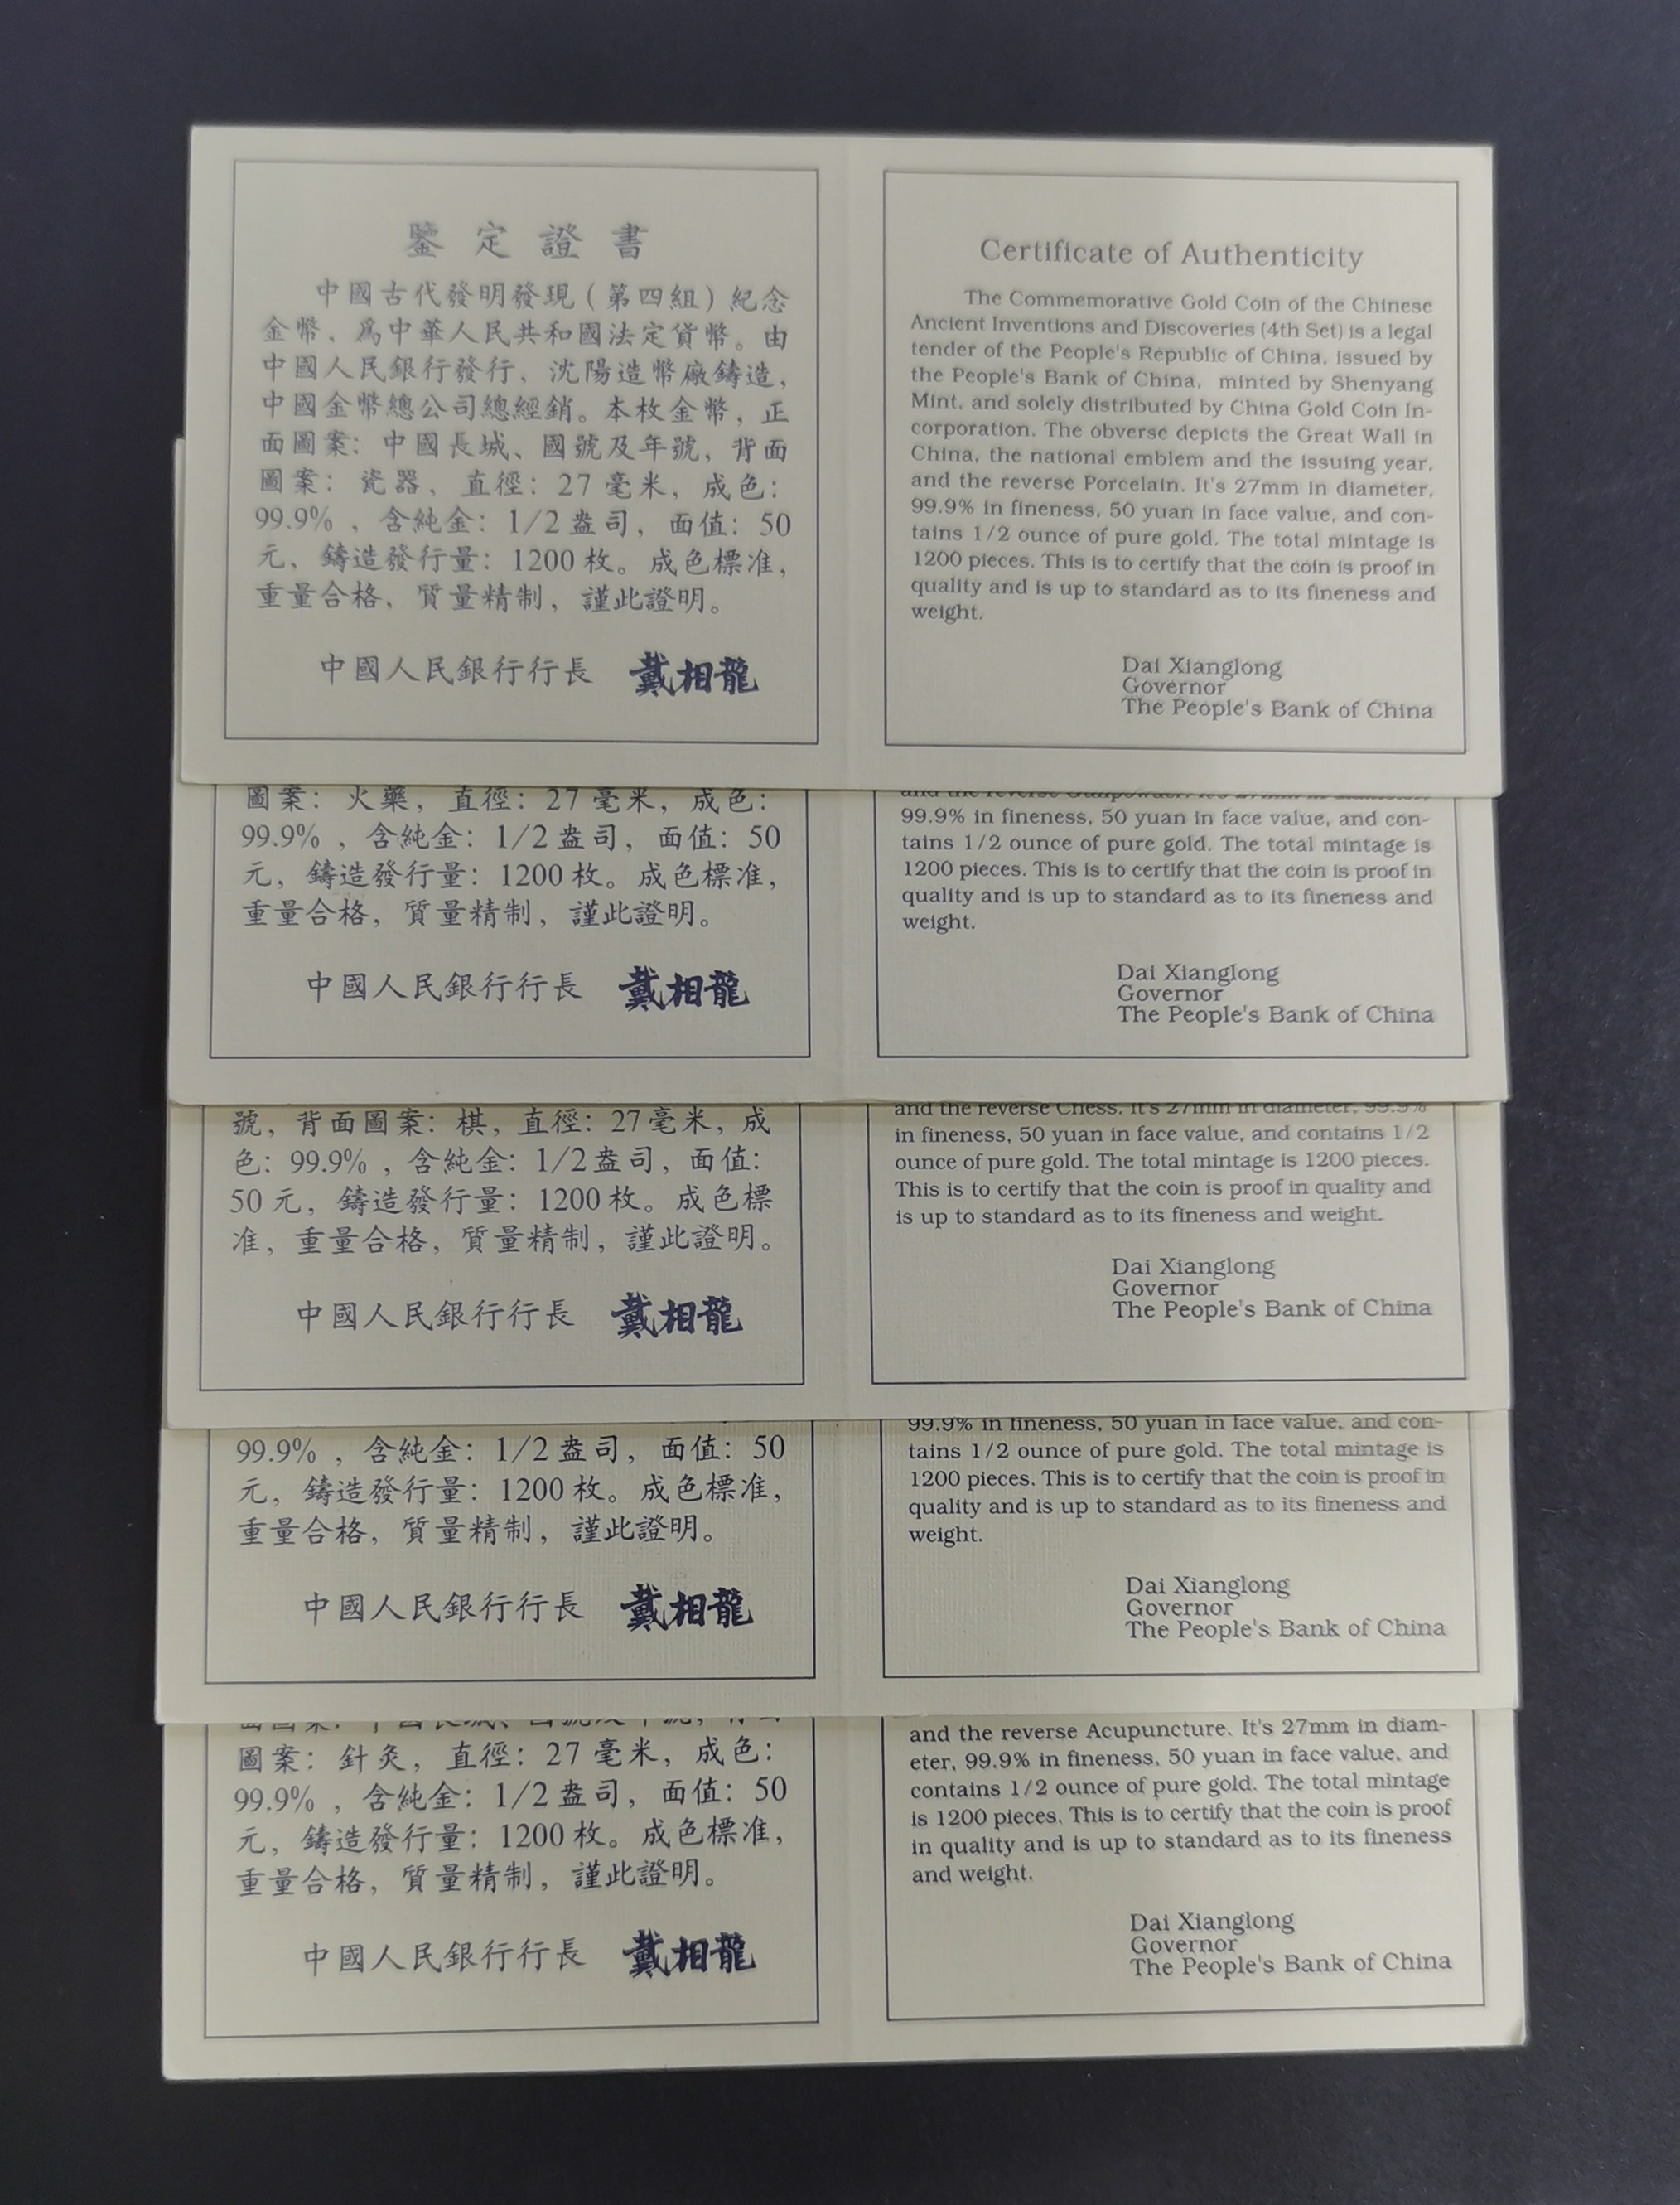 鑒定證書
中國古代發明發現(第四組)紀念
金幣、爲中華人民共和國法定貨幣。由
中國人民銀行發行、沈陽造幣廠鑄造，
中國金幣總公司總經銷。本枚金幣，正
面圖案：中國長城、國號及年號，背面
圖案：瓷器、直徑：27毫米，成色：
99.9%，含純金：1/2盎司，面值：50
元、鑄造發行量：1200枚。成色標准，
重量合格、質量精制，謹此證明。
中國人民銀行行長 戴相龍
Certificate of Authenticity
The Commemorative Gold Coin of the Chinese
Ancient Inventions and Discoveries (4th Set) is a legal
tender of the People's Republic of China, issued by
the People's Bank of China, minted by Shenyang
Mint, and solely distributed by China Gold Coin In-
corporation. The obverse depicts the Great Wall in
China, the national emblem and the issuing year,
and the reverse Porcelain. It's 27mm in diameter,
99.9% in fineness, 50 yuan in face value, and con-
tains 1/2 ounce of pure gold. The total mintage is
1200 pieces. This is to certify that the coin is proof in
quality and is up to standard as to its fineness and
weight.
Dai Xianglong
Governor
The People's Bank of China
圖案：火藥，直徑：27毫米，成色：
99.9%，含純金：1/2盎司，面值：50
元，鑄造發行量：1200枚。成色標准，
重量合格，質量精制，謹此證明。
中國人民銀行行長 戴相龍
and the reverse Gunpowder. It's 27mm in diameter,
99.9% in fineness, 50 yuan in face value, and con-
tains 1/2 ounce of pure gold. The total mintage is
1200 pieces. This is to certify that the coin is proof in
quality and is up to standard as to its fineness and
weight.
Dai Xianglong
Governor
The People's Bank of China
號，背面圖案：棋，直徑：27毫米，成
色：99.9%，含純金：1/2盎司，面值：
50元，鑄造發行量：1200枚。成色標
准，重量合格，質量精制，謹此證明。
中國人民銀行行長 戴相龍
and the reverse Chess. It's 27mm in diameter, 99.9%
in fineness, 50 yuan in face value, and contains 1/2
ounce of pure gold. The total mintage is 1200 pieces.
This is to certify that the coin is proof in quality and
is up to standard as to its fineness and weight.
Dai Xianglong
Governor
The People's Bank of China
99.9%，含純金：1/2盎司，面值：50
元，鑄造發行量：1200枚。成色標准，
重量合格，質量精制，謹此證明。
中國人民銀行行長 戴相龍
99.9% in fineness, 50 yuan in face value, and con-
tains 1/2 ounce of pure gold. The total mintage is
1200 pieces. This is to certify that the coin is proof in
quality and is up to standard as to its fineness and
weight.
Dai Xianglong
Governor
The People's Bank of China
圖案：針灸，直徑：27毫米，成色：
99.9%，含純金：1/2盎司，面值：50
元，鑄造發行量：1200枚。成色標准，
重量合格，質量精制，謹此證明。
中國人民銀行行長 戴相龍
and the reverse Acupuncture. It's 27mm in diam-
eter, 99.9% in fineness, 50 yuan in face value, and
contains 1/2 ounce of pure gold. The total mintage
is 1200 pieces. This is to certify that the coin is proof
in quality and is up to standard as to its fineness
and weight.
Dai Xianglong
Governor
The People's Bank of China